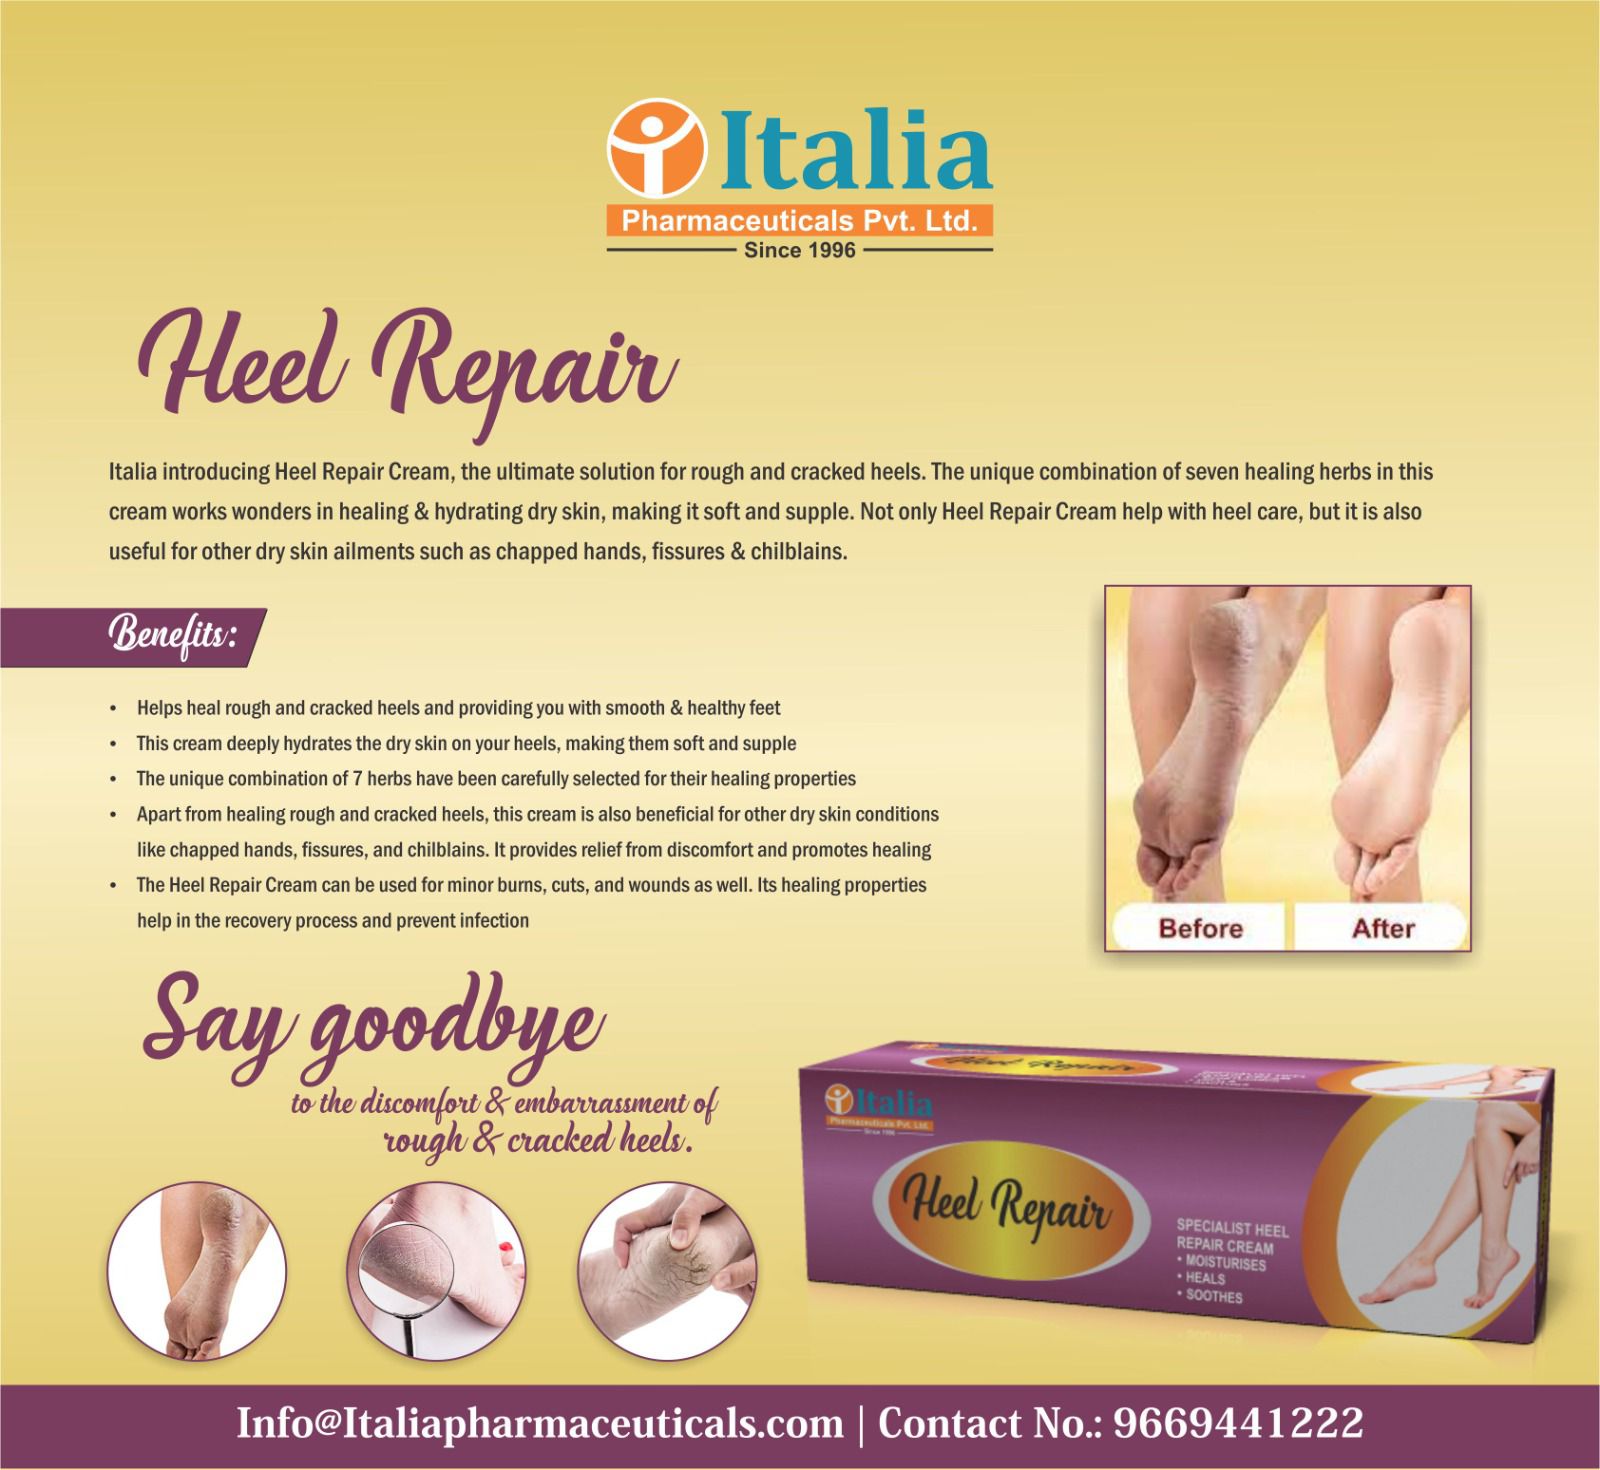 Italia
Pharmaceuticals Pvt. Ltd.
Since 1996
Heel Repair
Italia introducing Heel Repair Cream, the ultimate solution for rough and cracked heels. The unique combination of seven healing herbs in this
cream works wonders in healing & hydrating dry skin, making it soft and supple. Not only Heel Repair Cream help with heel care, but it is also
useful for other dry skin ailments such as chapped hands, fissures & chilblains.
Benefits:
• Helps heal rough and cracked heels and providing you with smooth & healthy feet
• This cream deeply hydrates the dry skin on your heels, making them soft and supple
• The unique combination of 7 herbs have been carefully selected for their healing properties
• Apart from healing rough and cracked heels, this cream is also beneficial for other dry skin conditions
like chapped hands, fissures, and chilblains. It provides relief from discomfort and promotes healing
• The Heel Repair Cream can be used for minor burns, cuts, and wounds as well. Its healing properties
help in the recovery process and prevent infection
Before
After
Say goodbye
to the discomfort & embarrassment of
rough & cracked heels.
Heel Repair
Italia
Pharmaceuticals Pvt. Ltd.
Since 1996
Heel Repair
SPECIALIST HEEL
REPAIR CREAM
• MOISTURISES
• HEALS
• SOOTHES
Info@Italiapharmaceuticals.com | Contact No.: 9669441222